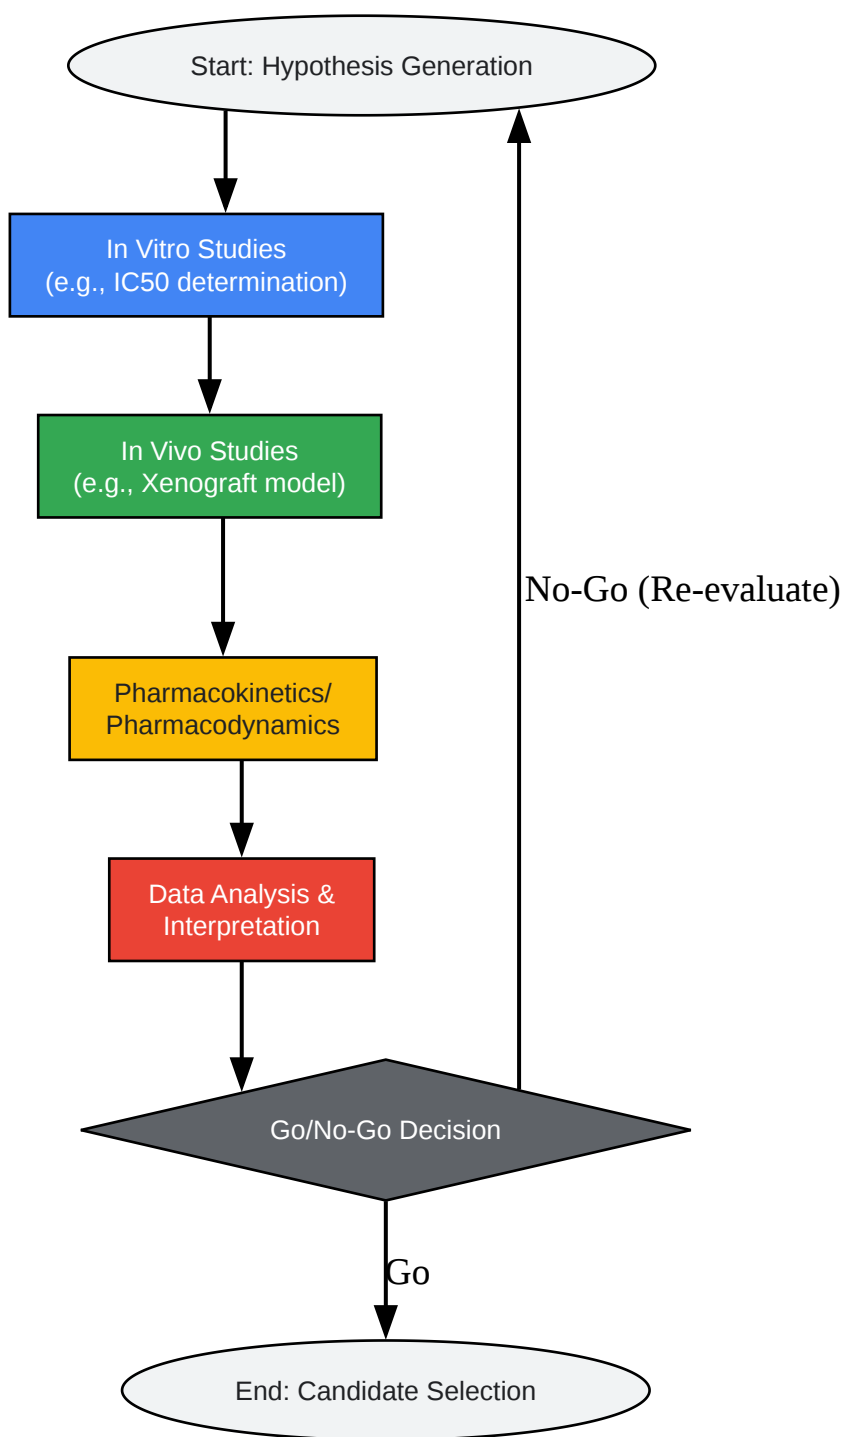 Start: Hypothesis Generation
In Vitro Studies
(e.g., IC50 determination)
In Vivo Studies
(e.g., Xenograft model)
No-Go (Re-evaluate)
Pharmacokinetics/
Pharmacodynamics
Data Analysis &
Interpretation
Go/No-Go Decision
Go
End: Candidate Selection